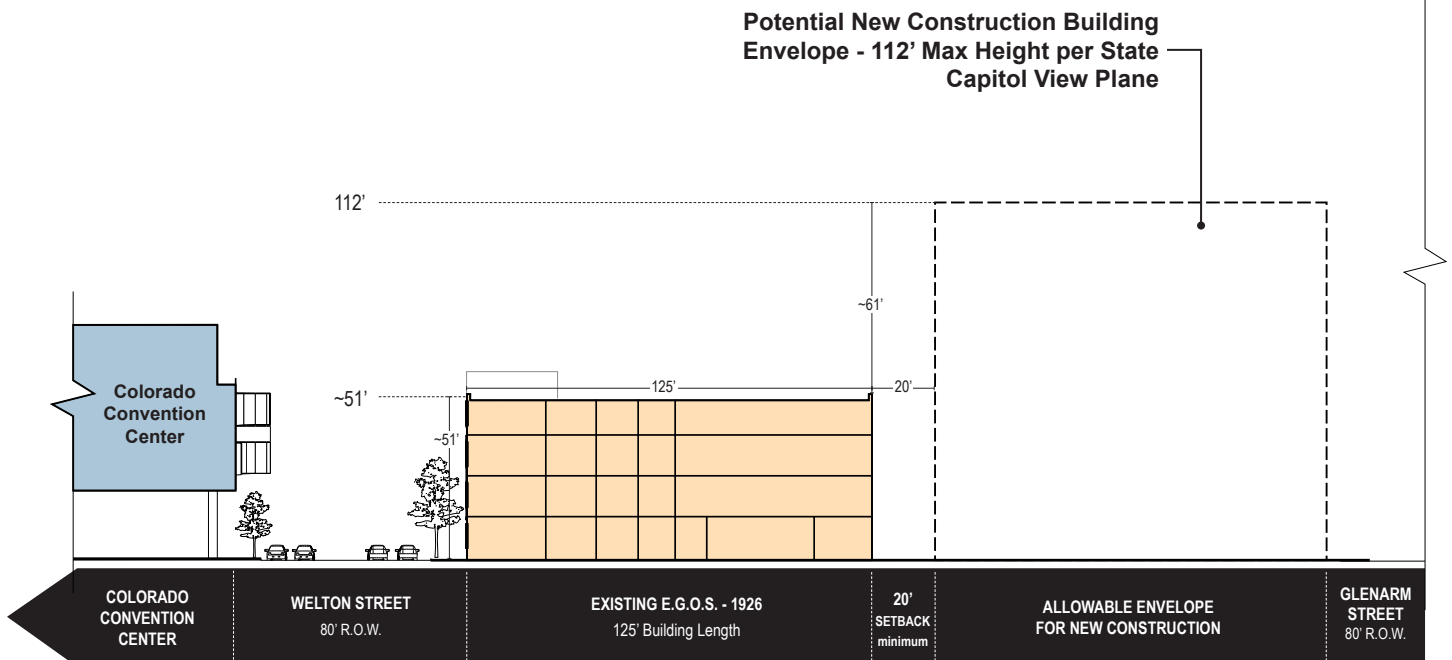 Potential New Construction Building
Envelope - 112’ Max Height per State
Capitol View Plane
112’
~61’
125’
20’
~51’
~51’
Colorado
Convention
Center
COLORADO
CONVENTION
CENTER
WELTON STREET
80’ R.O.W.
EXISTING E.G.O.S. - 1926
125’ Building Length
20’
SETBACK
minimum
ALLOWABLE ENVELOPE
FOR NEW CONSTRUCTION
GLENARM
STREET
80’ R.O.W.